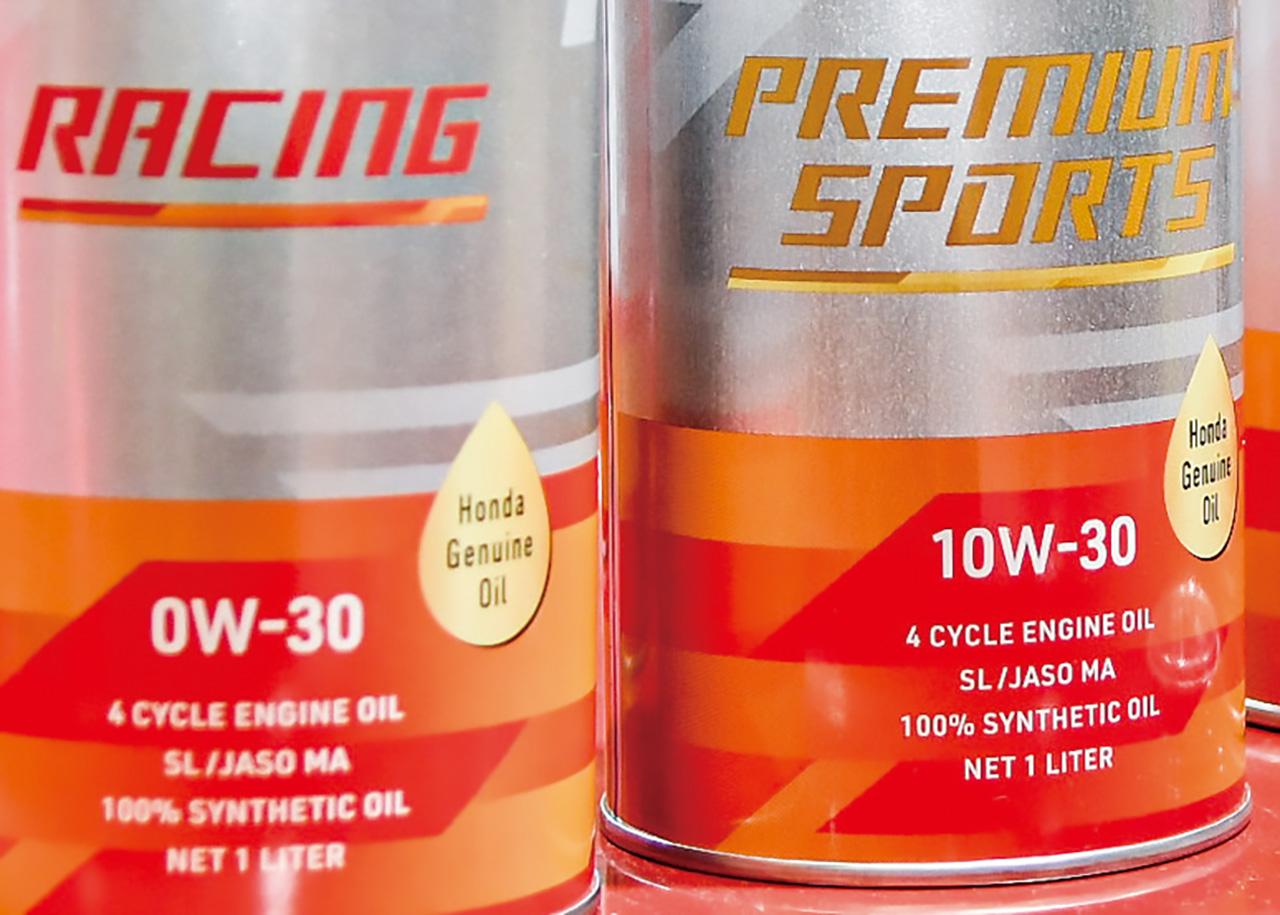 RACING
Honda
Genuine
Oil
0W-30
4 CYCLE ENGINE OIL
SL/JASO MA
100% SYNTHETIC OIL
NET 1 LITER
PREMIUM
SPORTS
Honda
Genuine
Oil
10W-30
4 CYCLE ENGINE OIL
SL/JASO MA
100% SYNTHETIC OIL
NET 1 LITER